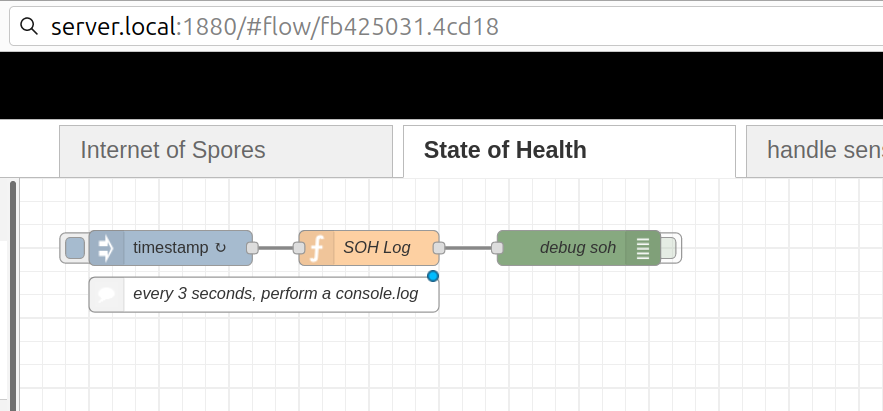 server.local:1880/#flow/fb425031.4cd18
Internet of Spores
State of Health
handle sen
timestamp ↻
SOH Log
debug soh
every 3 seconds, perform a console.log